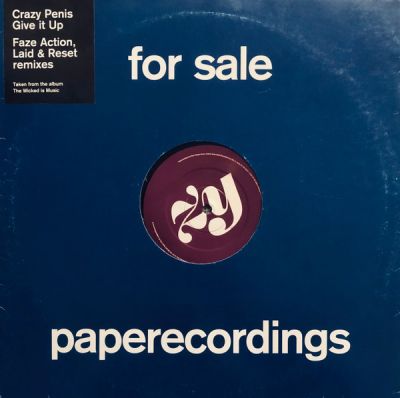 Crazy Penis
Give it Up
Faze Action,
Laid & Reset
remixes
Taken from the album
The Wicked is Music
for sale
paperecordings